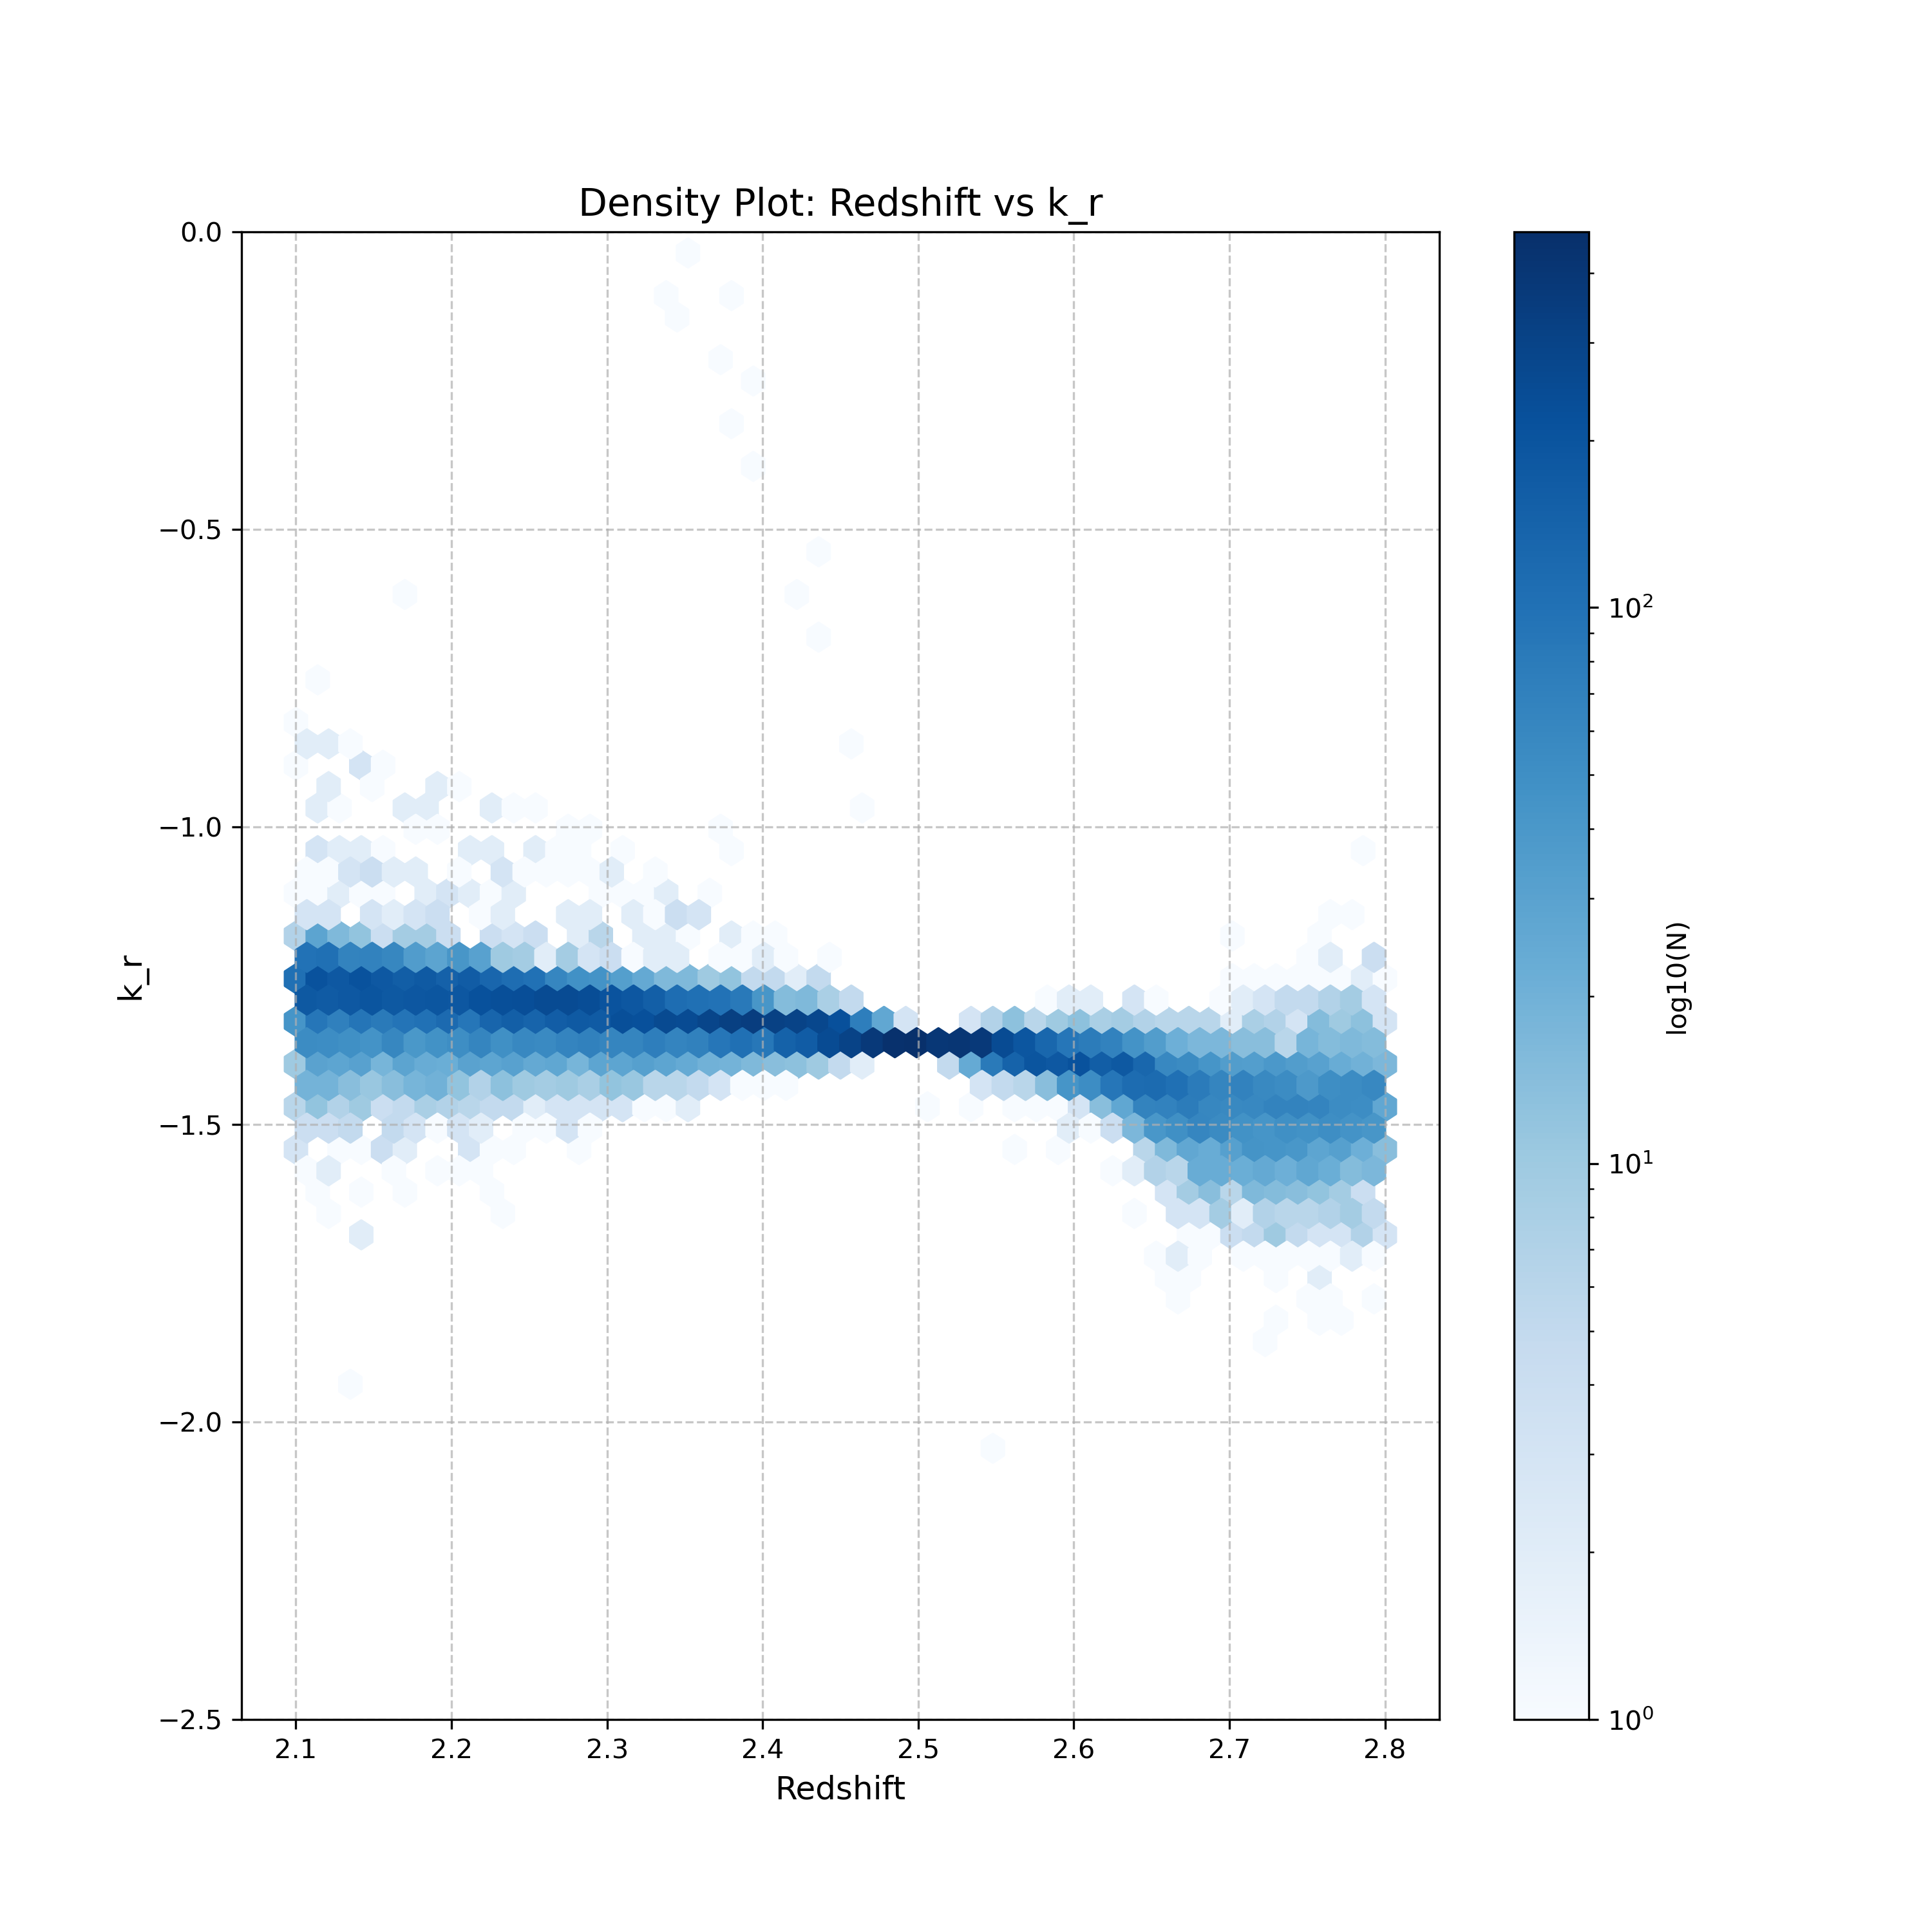 Density Plot: Redshift vs k_r
0.0
−0.5
−1.0
−1.5
−2.0
−2.5
k_r
2.1 2.2 2.3 2.4 2.5 2.6 2.7 2.8
Redshift
10²
10¹
10⁰
log10(N)